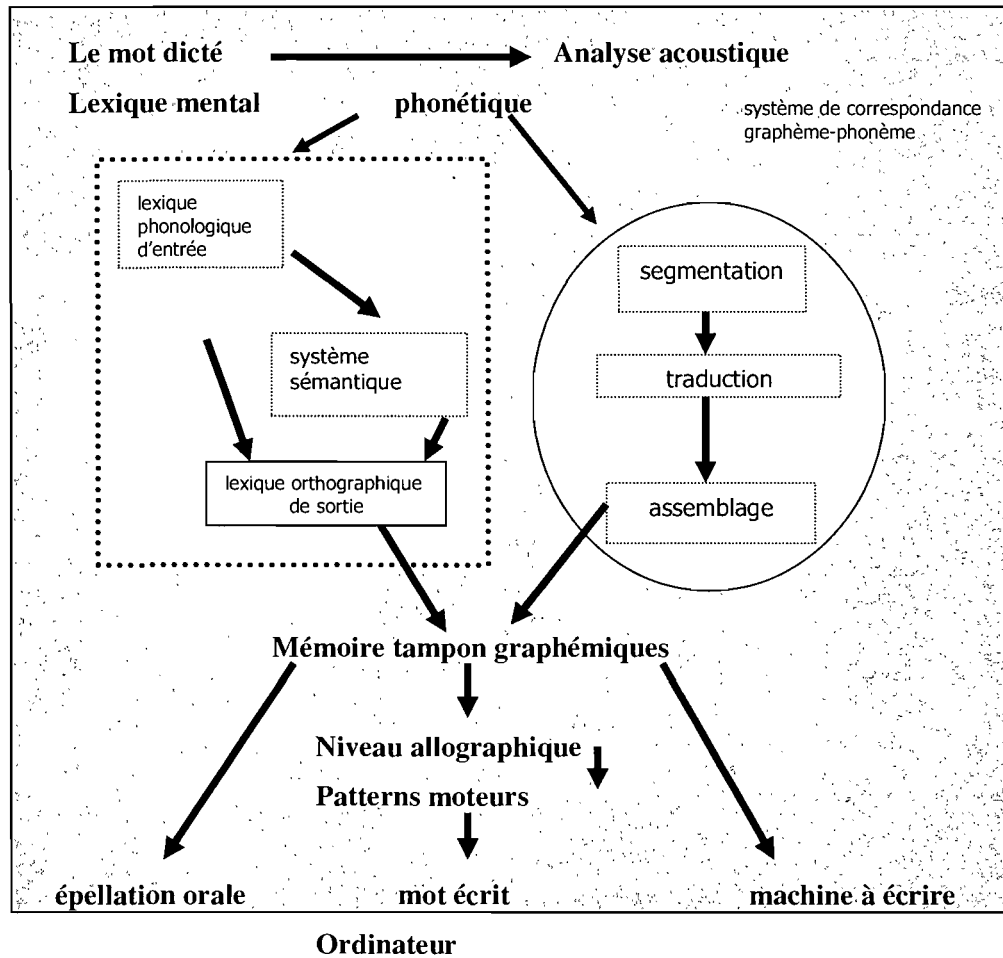 Le mot dicté
Analyse acoustique
Lexique mental
phonétique
système de correspondance
graphème-phonème
lexique
phonologique
d'entrée
système
sémantique
lexique orthographique
de sortie
segmentation
traduction
assemblage
Mémoire tampon graphémiques
Niveau allographique
Patterns moteurs
épellation orale
mot écrit
machine à écrire
Ordinateur